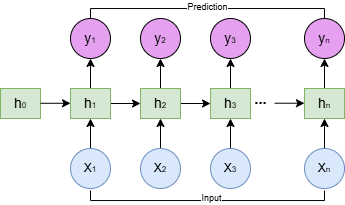 Prediction
y₁ y₂ y₃ yₙ
h₀ h₁ h₂ h₃ ... hₙ
X₁ X₂ X₃ Xₙ
Input